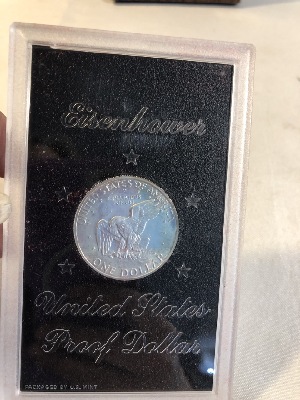 Eisenhower
UNITED STATES OF AMERICA
ONE DOLLAR
United States
Proof Dollar
PACKAGED BY U.S. MINT